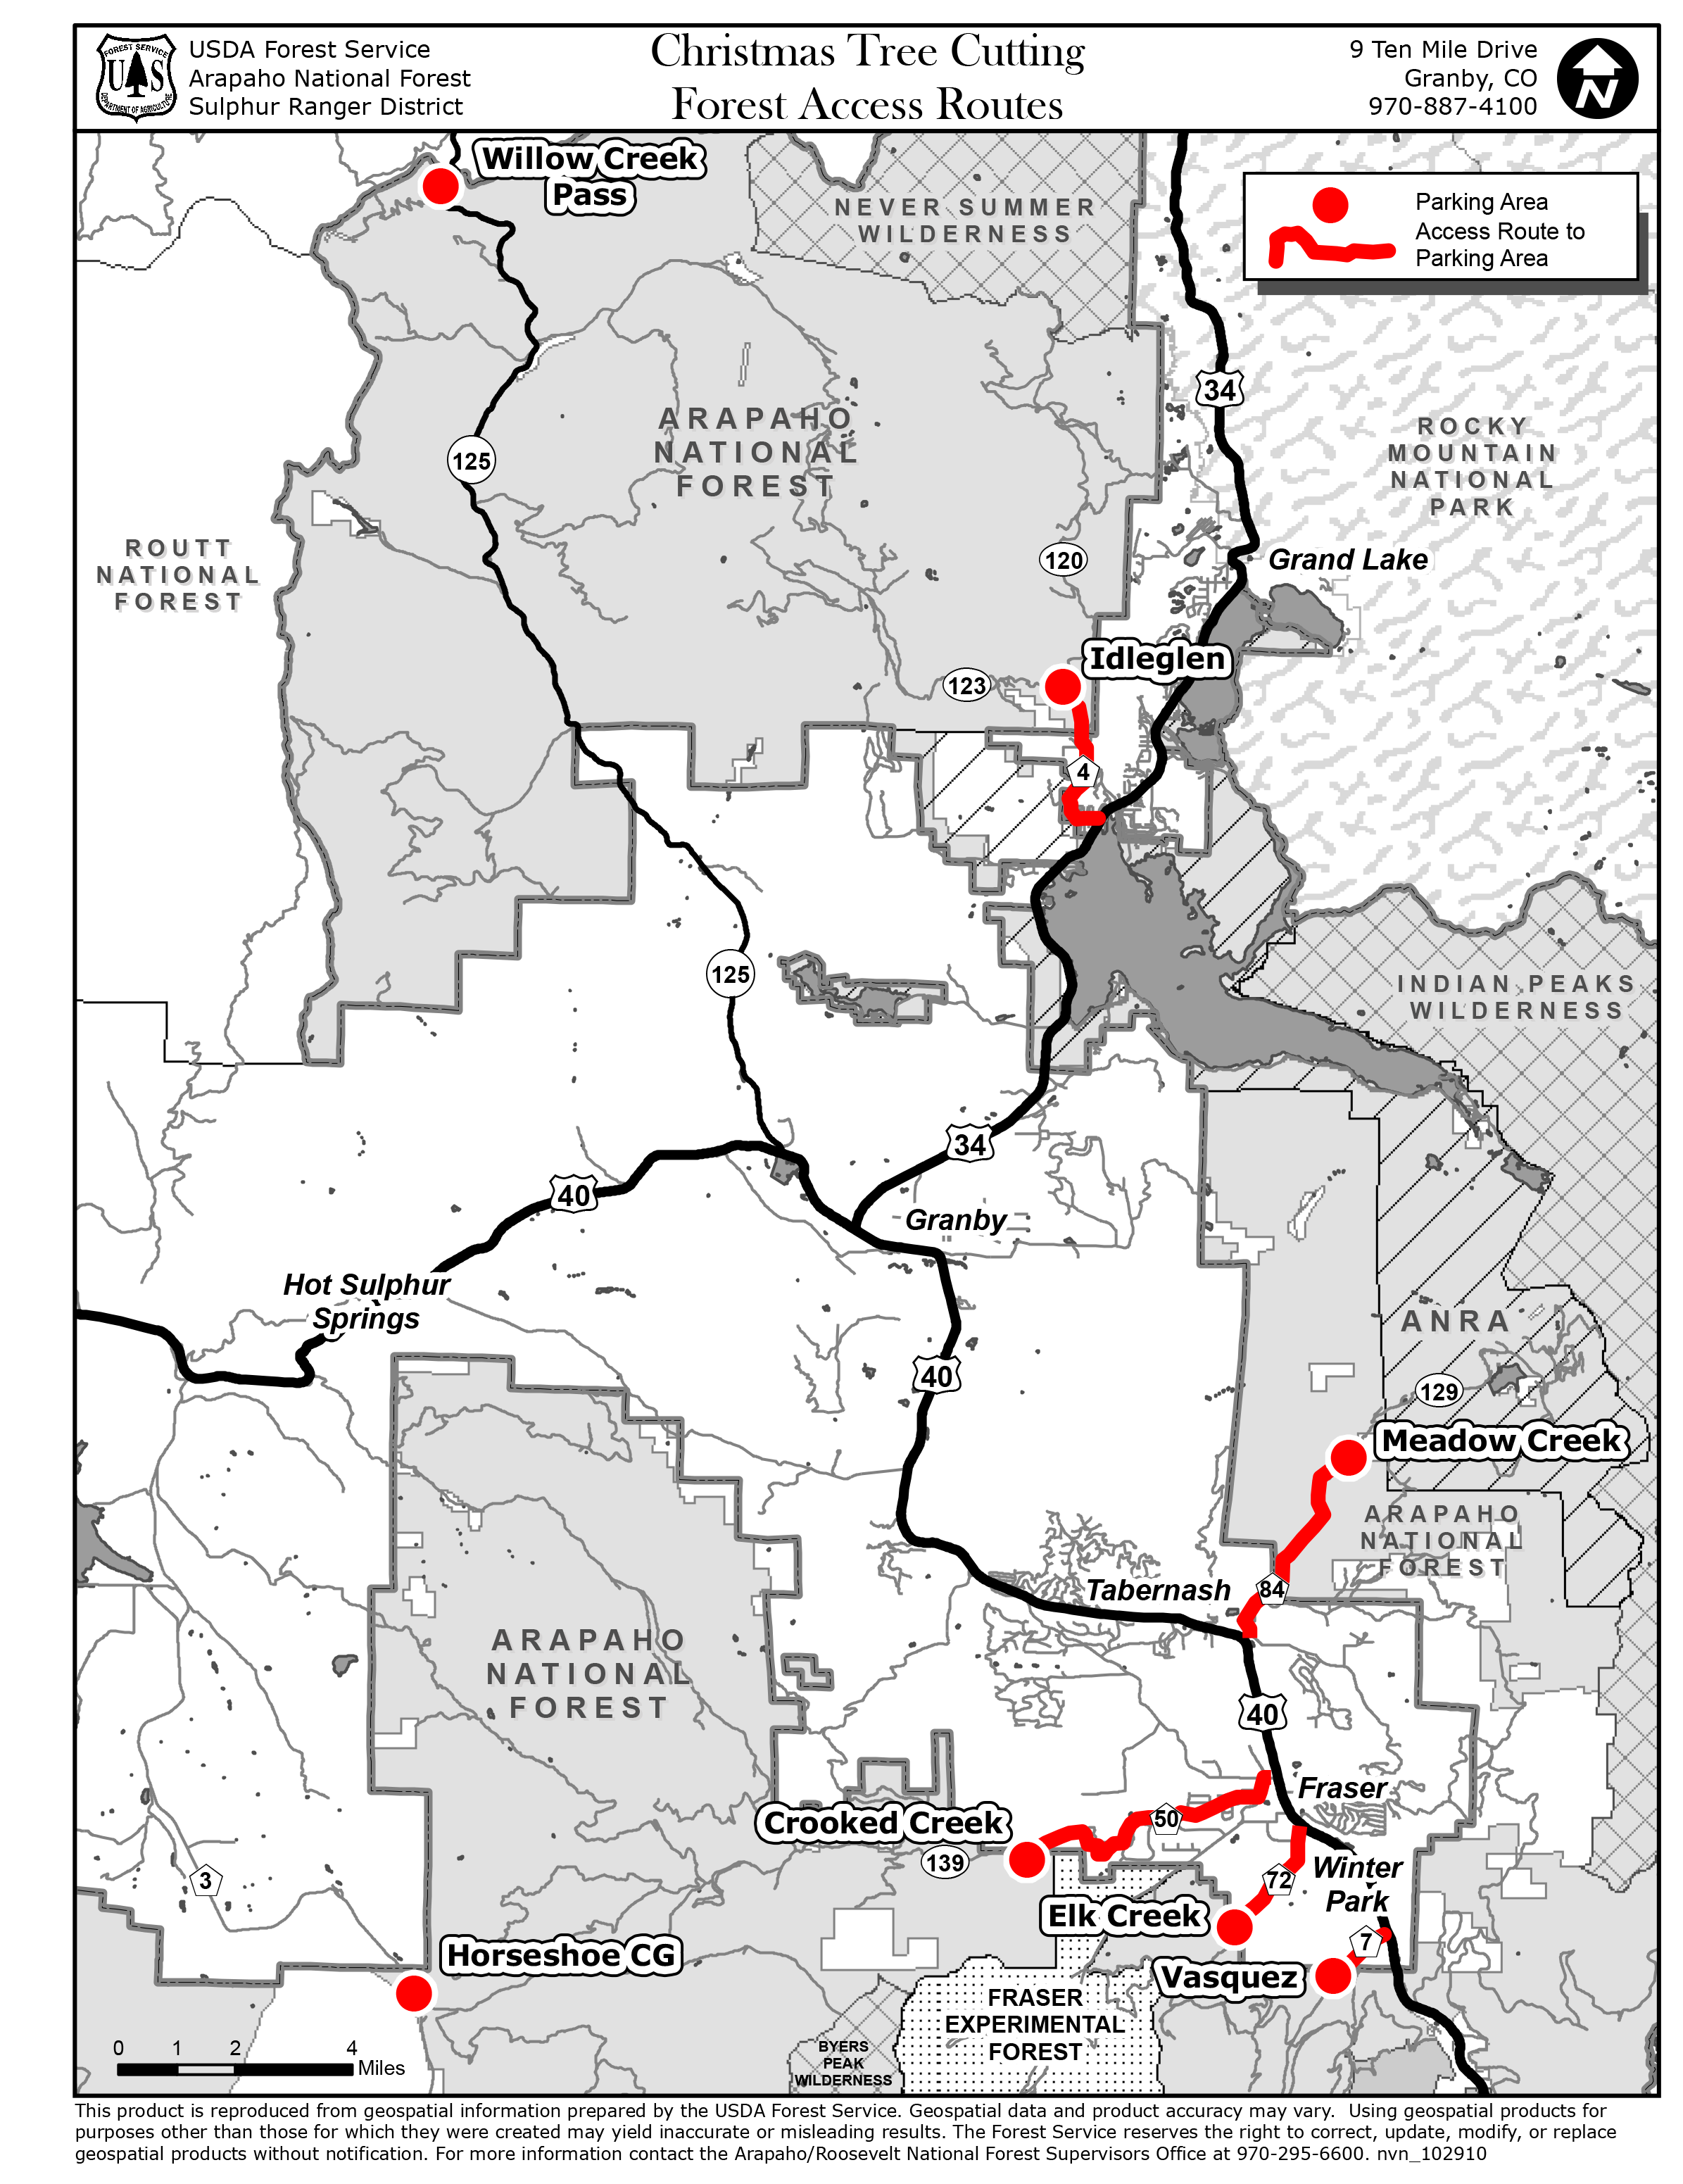 FOREST SERVICE
U S
DEPARTMENT OF AGRICULTURE
USDA Forest Service
Arapaho National Forest
Sulphur Ranger District
Christmas Tree Cutting
Forest Access Routes
9 Ten Mile Drive
Granby, CO
970-887-4100
N
Willow Creek
Pass
NEVER SUMMER
WILDERNESS
Parking Area
Access Route to
Parking Area
34
ARAPAHO
NATIONAL
FOREST
ROCKY
MOUNTAIN
NATIONAL
PARK
125
ROUTT
NATIONAL
FOREST
120
Grand Lake
Idleglen
123
4
125
INDIAN PEAKS
WILDERNESS
34
40
Granby
Hot Sulphur
Springs
ANRA
40
129
Meadow Creek
ARAPAHO
NATIONAL
FOREST
Tabernash
84
ARAPAHO
NATIONAL
FOREST
40
Fraser
Crooked Creek
50
139
3
72
Winter
Park
Elk Creek
7
Horseshoe CG
Vasquez
FRASER
EXPERIMENTAL
FOREST
BYERS
PEAK
WILDERNESS
0 1 2 4
Miles
This product is reproduced from geospatial information prepared by the USDA Forest Service. Geospatial data and product accuracy may vary.  Using geospatial products for
purposes other than those for which they were created may yield inaccurate or misleading results. The Forest Service reserves the right to correct, update, modify, or replace
geospatial products without notification. For more information contact the Arapaho/Roosevelt National Forest Supervisors Office at 970-295-6600. nvn_102910